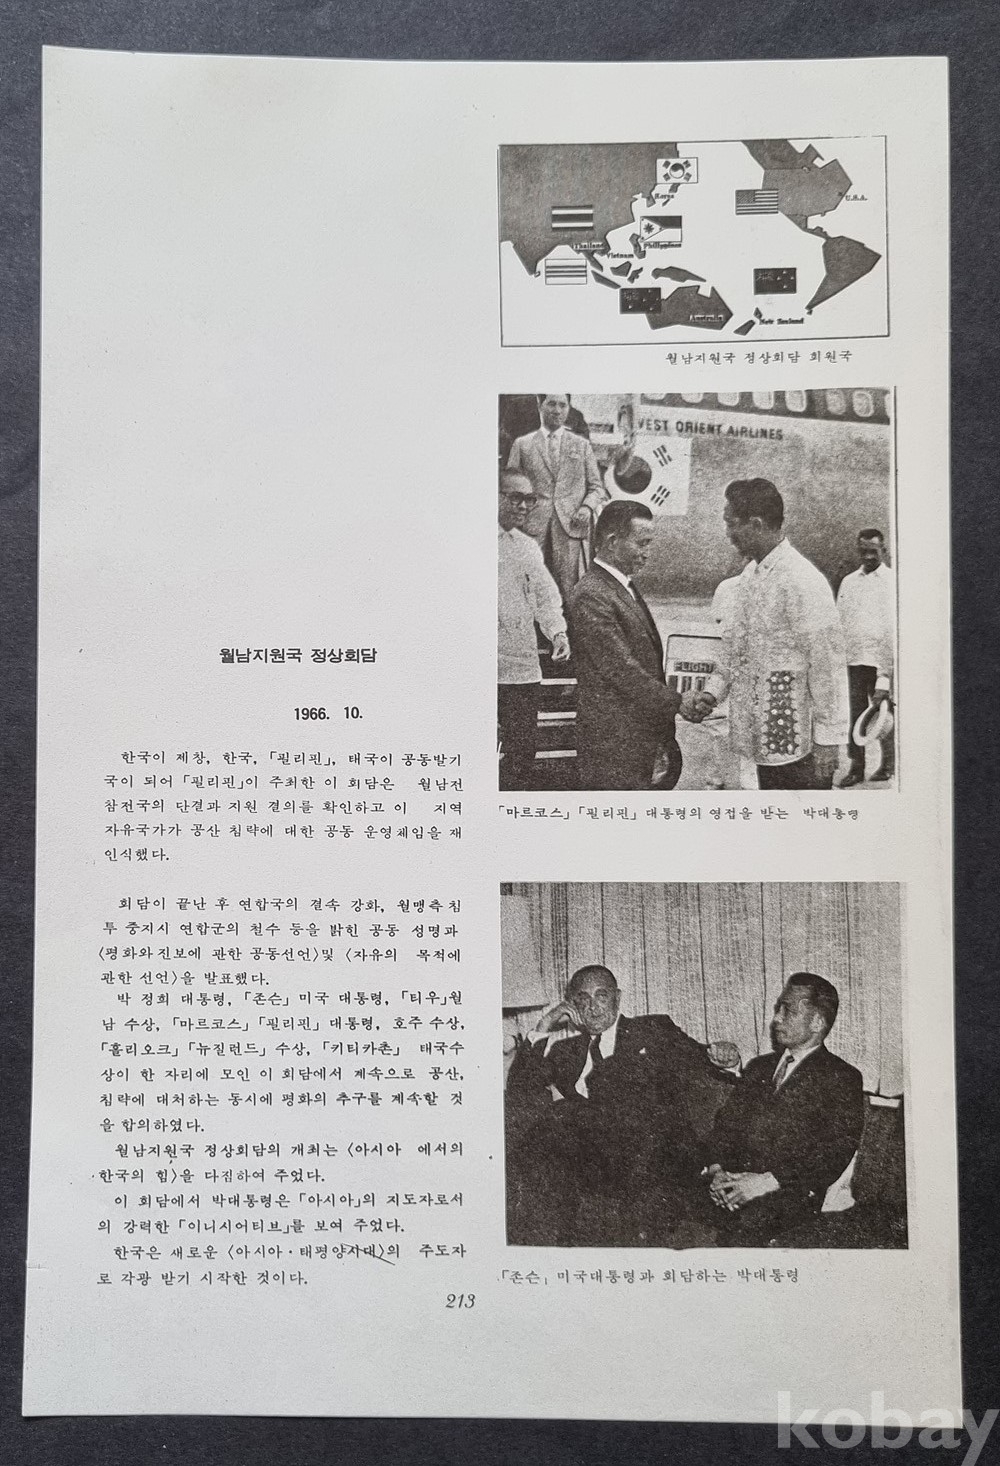 Korea
U.S.A.
Thailand
Philippines
Vietnam
Australia
New Zealand
월남지원국 정상회담 회원국
WEST ORIENT AIRLINES
FLIGHT
「마르코스」「필리핀」 대통령의 영접을 받는 박대통령
월남지원국 정상회담
1966. 10.
한국이 제창, 한국, 「필리핀」, 태국이 공동발기
국이 되어 「필리핀」이 주최한 이 회담은 월남전
참전국의 단결과 지원 결의를 확인하고 이 지역
자유국가가 공산 침략에 대한 공동 운영체임을 재
인식했다.
회담이 끝난 후 연합국의 결속 강화, 월맹측 침
투 중지시 연합군의 철수 등을 밝힌 공동 성명과
〈평화와 진보에 관한 공동선언〉및 〈자유의 목적에
관한 선언〉을 발표했다.
박 정희 대통령, 「존슨」 미국 대통령, 「티우」월
남 수상, 「마르코스」「필리핀」 대통령, 호주 수상,
「홀리오크」「뉴질런드」 수상, 「키티카촌」 태국수
상이 한 자리에 모인 이 회담에서 계속으로 공산,
침략에 대처하는 동시에 평화의 추구를 계속할 것
을 합의하였다.
월남지원국 정상회담의 개최는 〈아시아 에서의
한국의 힘〉을 다짐하여 주었다.
이 회담에서 박대통령은 「아시아」의 지도자로서
의 강력한 「이니시어티브」를 보여 주었다.
한국은 새로운 〈아시아·태평양시대〉의 주도자
로 각광 받기 시작한 것이다.
「존슨」 미국대통령과 회담하는 박대통령
213
kobay